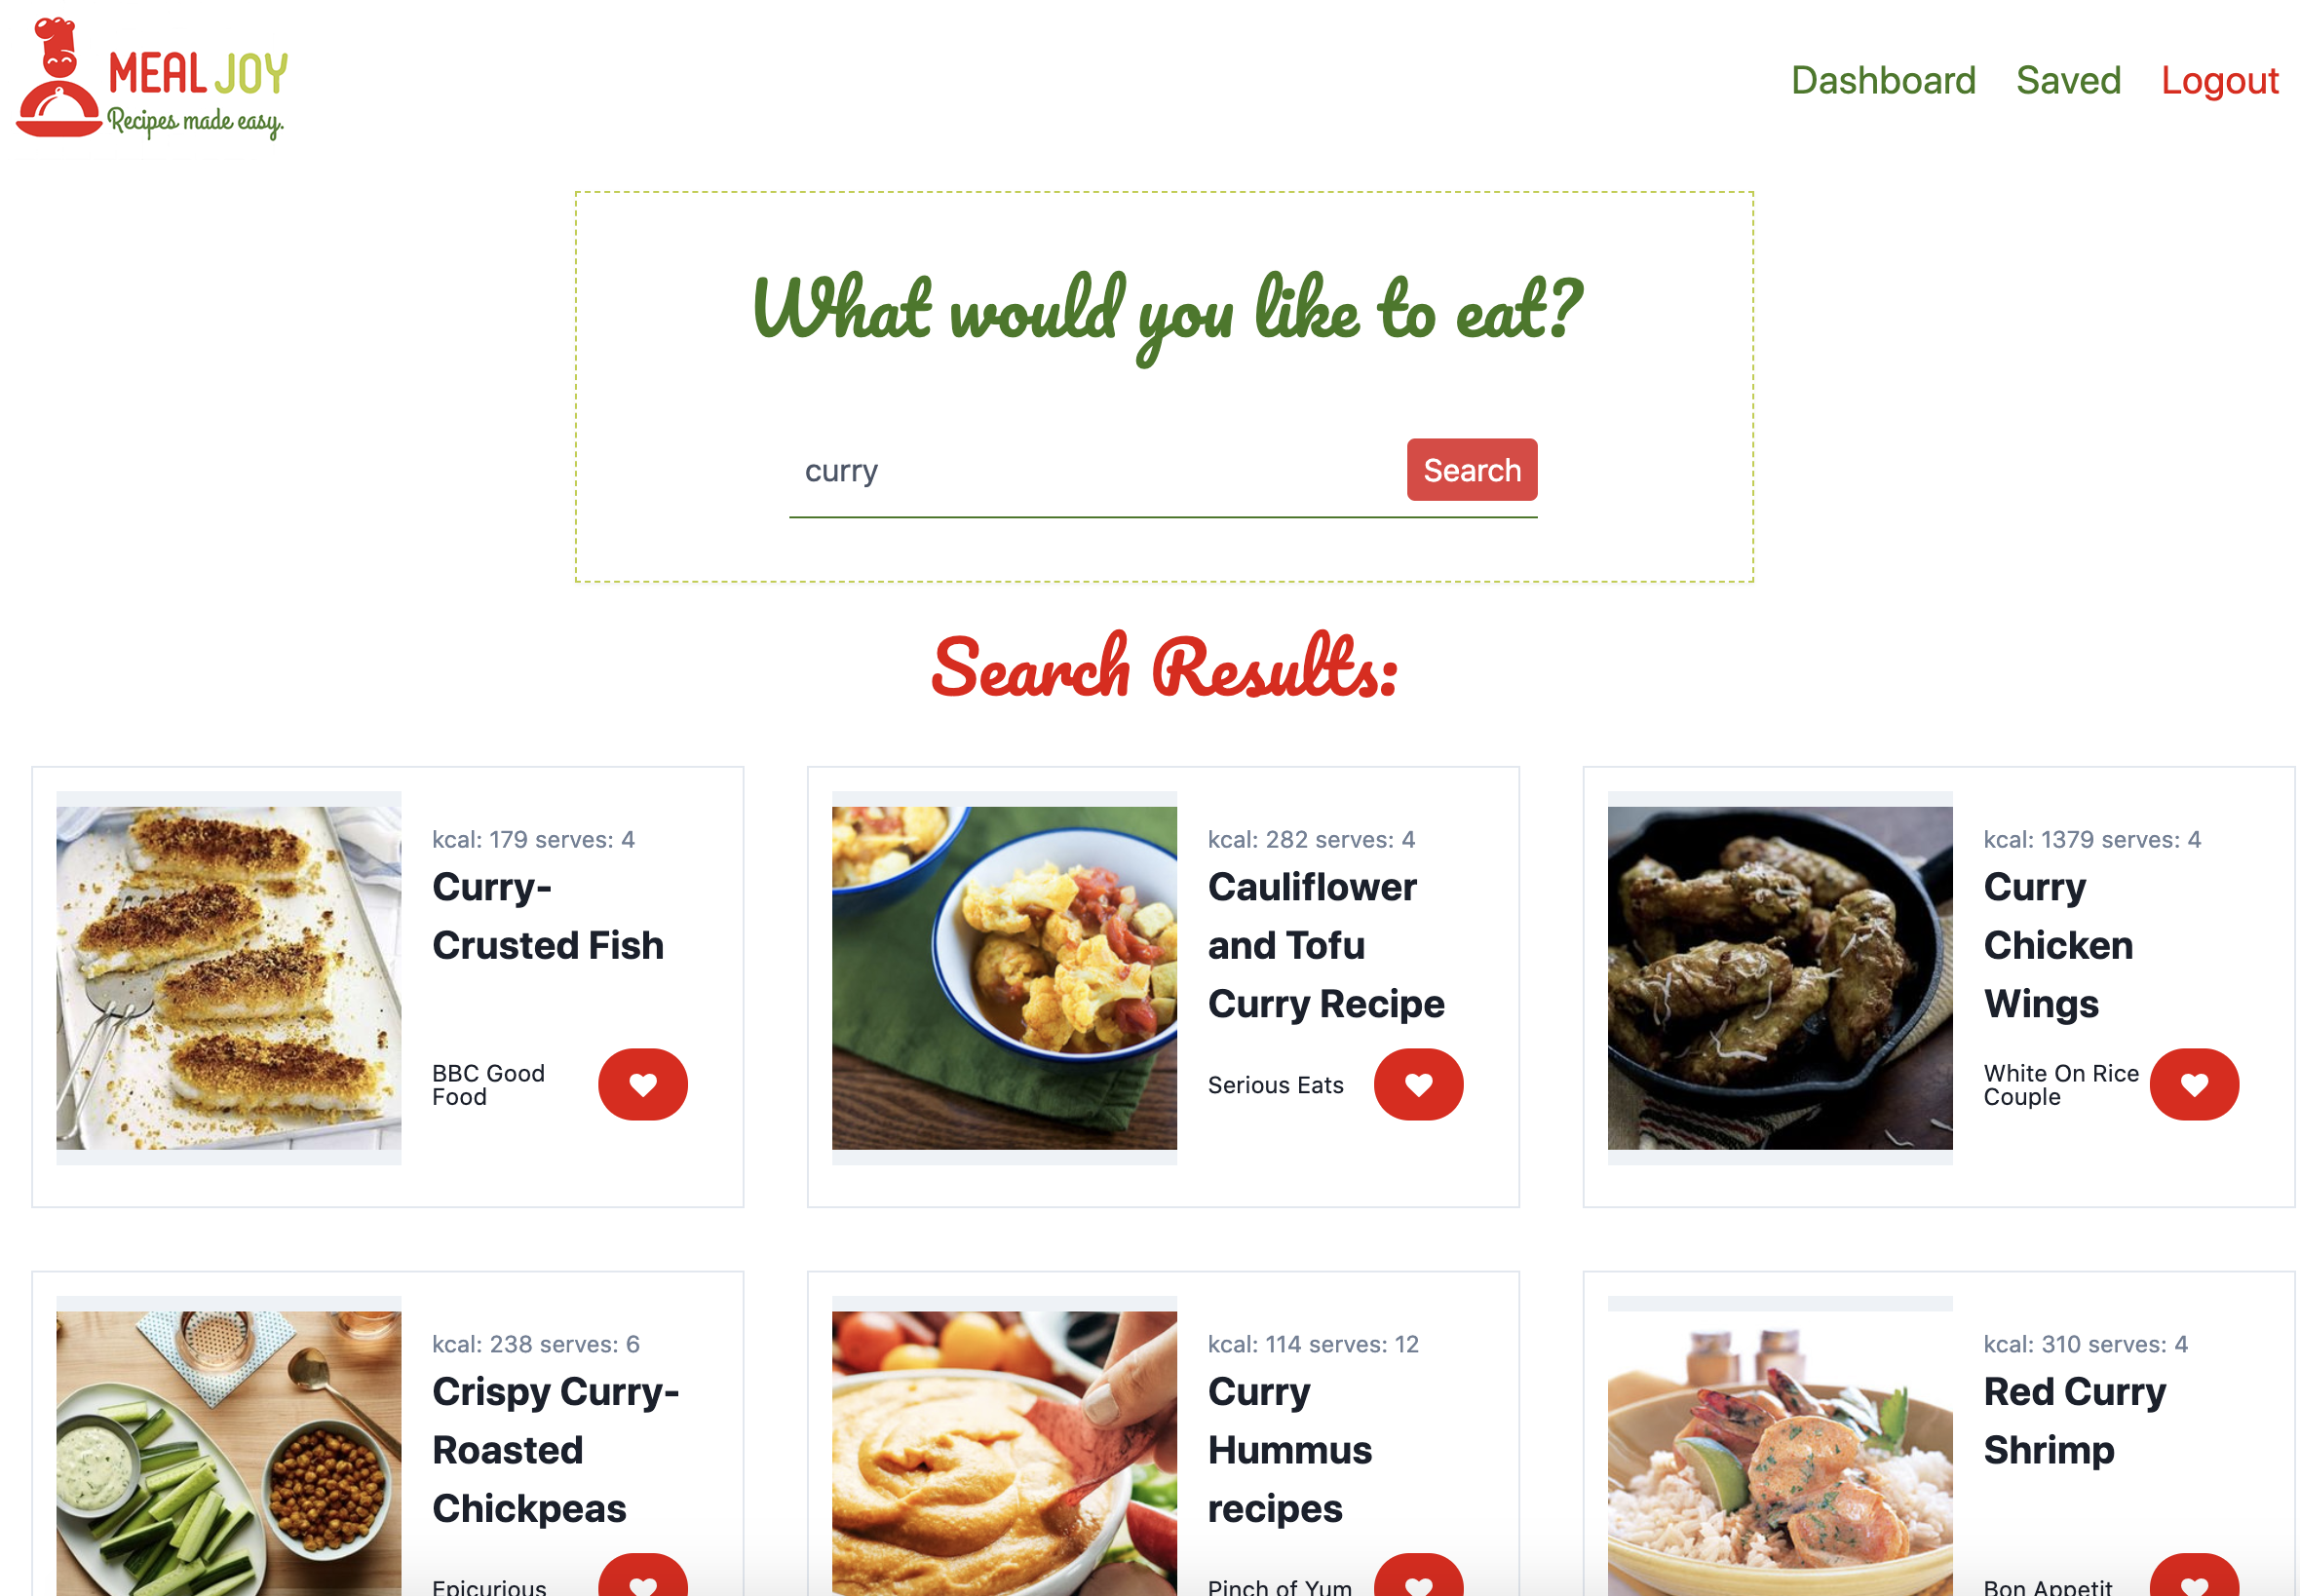 MEAL JOY
Recipes made easy.
Dashboard Saved Logout
What would you like to eat?
curry Search
Search Results:
kcal: 179 serves: 4
Curry-
Crusted Fish
BBC Good
Food
kcal: 282 serves: 4
Cauliflower
and Tofu
Curry Recipe
Serious Eats
kcal: 1379 serves: 4
Curry
Chicken
Wings
White On Rice
Couple
kcal: 238 serves: 6
Crispy Curry-
Roasted
Chickpeas
Epicurious
kcal: 114 serves: 12
Curry
Hummus
recipes
Pinch of Yum
kcal: 310 serves: 4
Red Curry
Shrimp
Bon Appetit